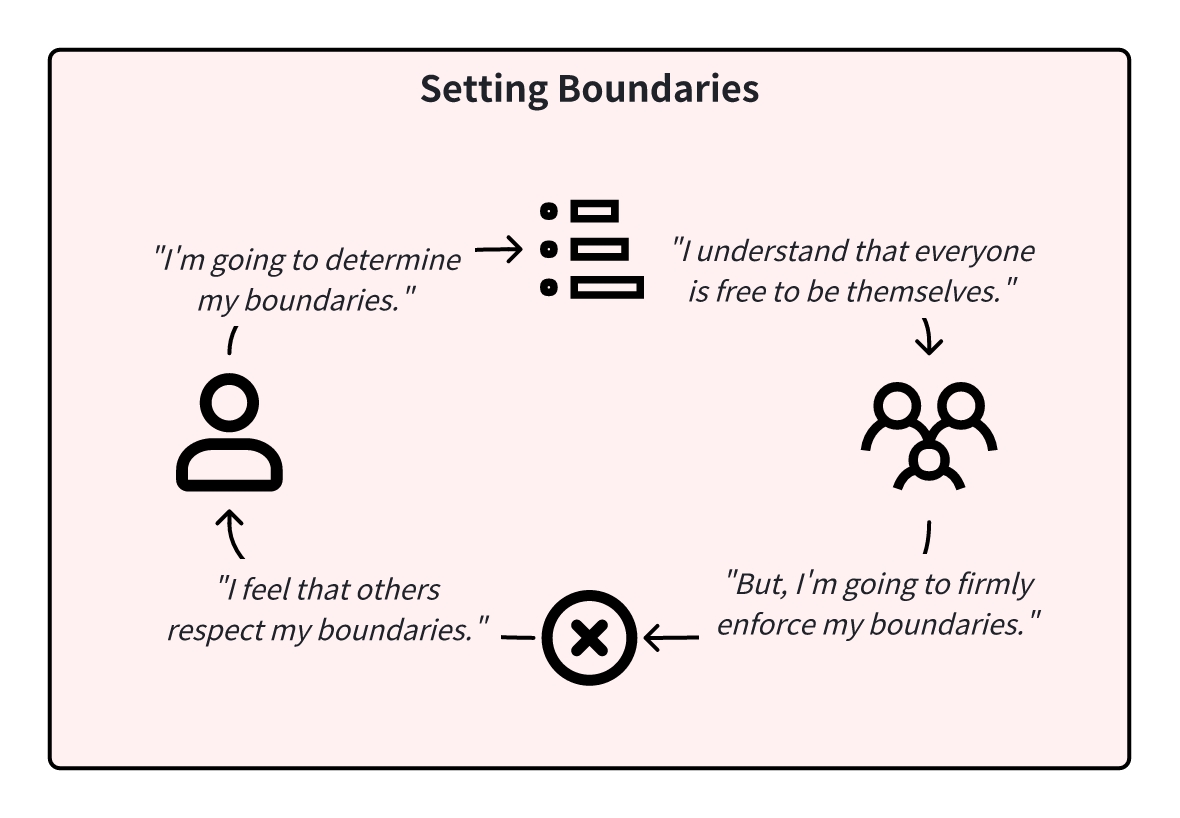 Setting Boundaries
"I'm going to determine
my boundaries."
"I understand that everyone
is free to be themselves."
"But, I'm going to firmly
enforce my boundaries."
"I feel that others
respect my boundaries."